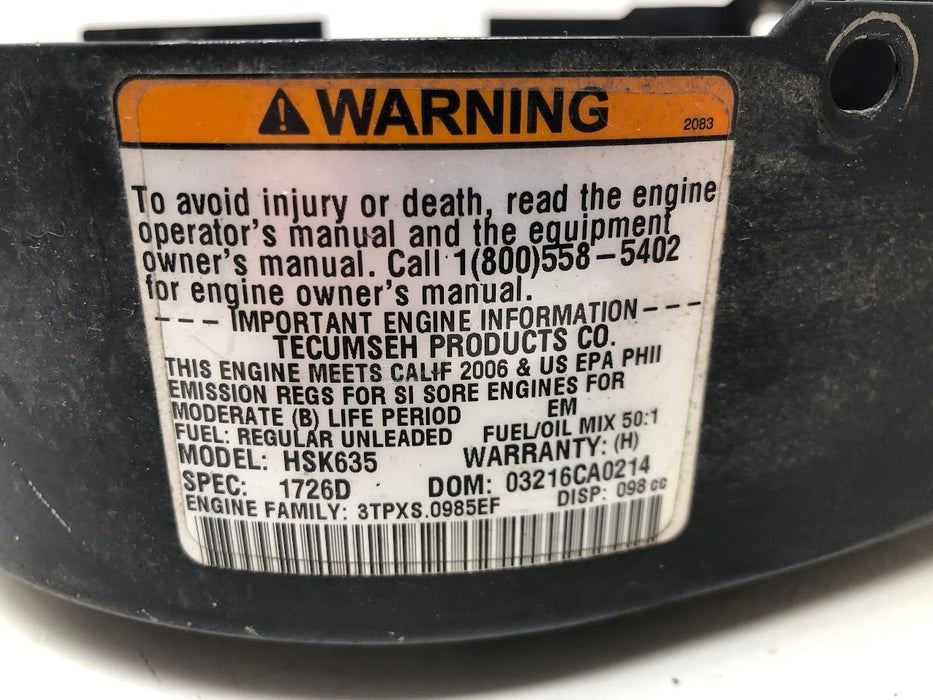 ⚠ WARNING 2083
To avoid injury or death, read the engine
operator's manual and the equipment
owner's manual. Call 1(800)558-5402
for engine owner's manual.
--- IMPORTANT ENGINE INFORMATION ---
TECUMSEH PRODUCTS CO.
THIS ENGINE MEETS CALIF 2006 & US EPA PHII
EMISSION REGS FOR SI SORE ENGINES FOR
MODERATE (B) LIFE PERIOD EM
FUEL: REGULAR UNLEADED FUEL/OIL MIX 50:1
MODEL: HSK635 WARRANTY: (H)
SPEC: 1726D DOM: 03216CA0214
ENGINE FAMILY: 3TPXS.0985EF DISP: 098 cc